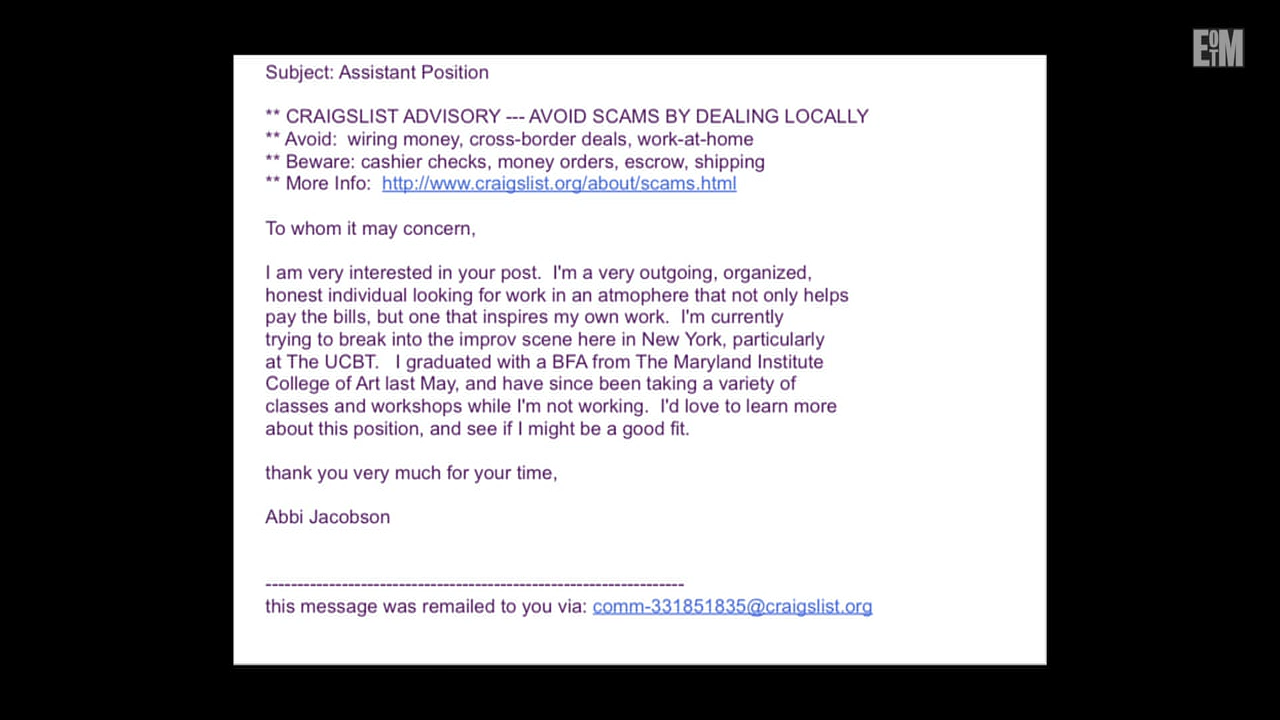 EOTM
Subject: Assistant Position
** CRAIGSLIST ADVISORY --- AVOID SCAMS BY DEALING LOCALLY
** Avoid:  wiring money, cross-border deals, work-at-home
** Beware: cashier checks, money orders, escrow, shipping
** More Info:  http://www.craigslist.org/about/scams.html
To whom it may concern,
I am very interested in your post.  I'm a very outgoing, organized,
honest individual looking for work in an atmophere that not only helps
pay the bills, but one that inspires my own work.  I'm currently
trying to break into the improv scene here in New York, particularly
at The UCBT.   I graduated with a BFA from The Maryland Institute
College of Art last May, and have since been taking a variety of
classes and workshops while I'm not working.  I'd love to learn more
about this position, and see if I might be a good fit.
thank you very much for your time,
Abbi Jacobson
------------------------------------------------------------------
this message was remailed to you via: comm-331851835@craigslist.org